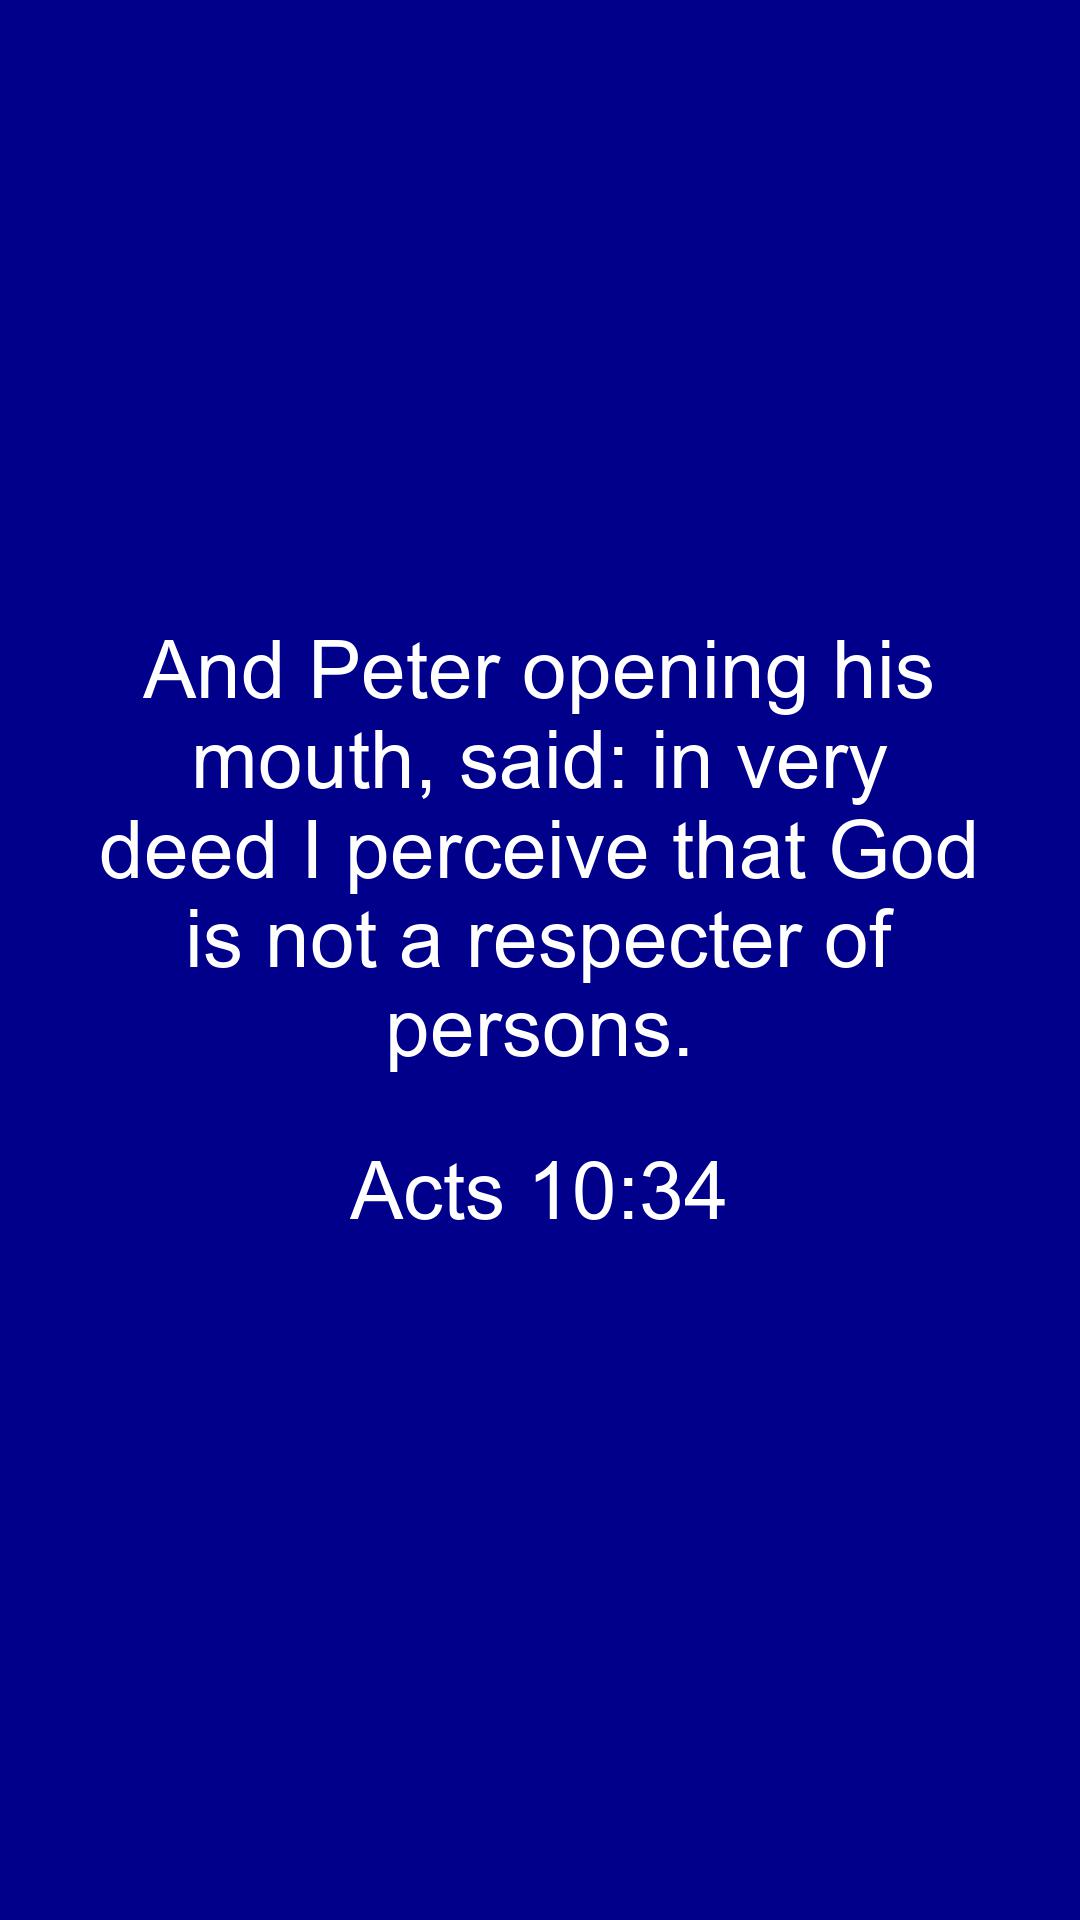 And Peter opening his
mouth, said: in very
deed I perceive that God
is not a respecter of
persons.
Acts 10:34